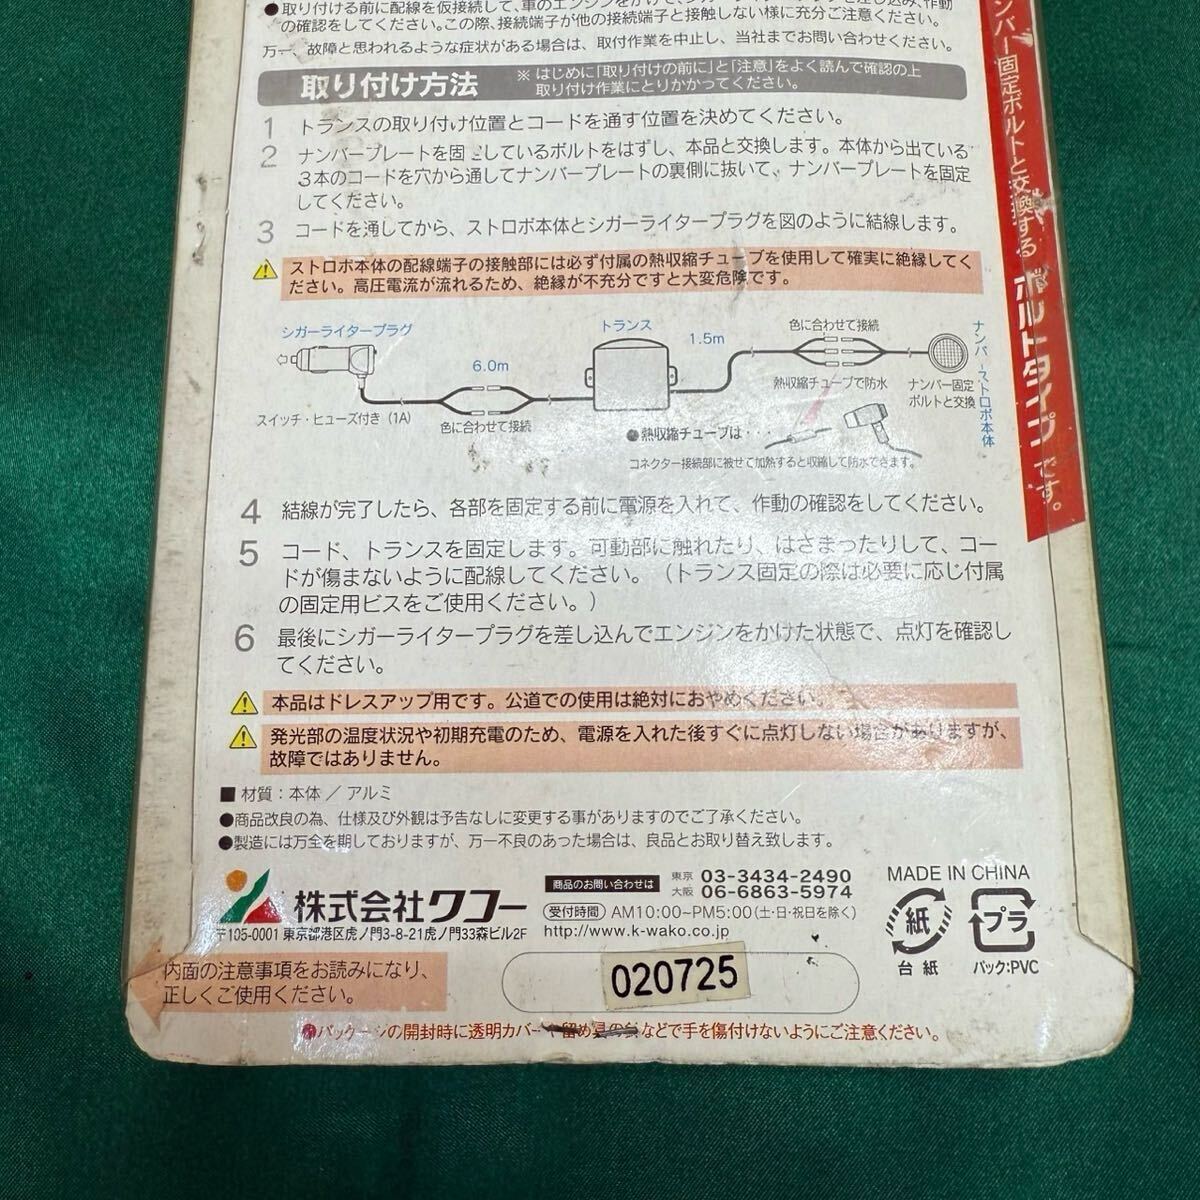 ●取り付ける前に配線を仮接続して、車のエンジンをかけて、シガーライタープラグを差し込み、作動
の確認をしてください。この際、接続端子が他の接続端子と接触しない様に充分ご注意ください。
万一、故障と思われるような症状がある場合は、取付作業を中止し、当社までお問い合わせください。
取り付け方法
※ はじめに「取り付けの前に」と「注意」をよく読んで確認の上
取り付け作業にとりかかってください。
1 トランスの取り付け位置とコードを通す位置を決めてください。
2 ナンバープレートを固定しているボルトをはずし、本品と交換します。本体から出ている
3本のコードを穴から通してナンバープレートの裏側に抜いて、ナンバープレートを固定
してください。
3 コードを通してから、ストロボ本体とシガーライタープラグを図のように結線します。
ストロボ本体の配線端子の接触部には必ず付属の熱収縮チューブを使用して確実に絶縁してく
ださい。高圧電流が流れるため、絶縁が不充分ですと大変危険です。
シガーライタープラグ
スイッチ・ヒューズ付き (1A)
6.0m
色に合わせて接続
トランス
1.5m
色に合わせて接続
熱収縮チューブで防水
ナンバー固定
ボルトと交換
ナンバーストロボ本体
●熱収縮チューブは・・・
コネクター接続部に被せて加熱すると収縮して防水できます。
4 結線が完了したら、各部を固定する前に電源を入れて、作動の確認をしてください。
5 コード、トランスを固定します。可動部に触れたり、はさまったりして、コー
ドが傷まないように配線してください。（トランス固定の際は必要に応じ付属
の固定用ビスをご使用ください。）
6 最後にシガーライタープラグを差し込んでエンジンをかけた状態で、点灯を確認し
てください。
本品はドレスアップ用です。公道での使用は絶対におやめください。
発光部の温度状況や初期充電のため、電源を入れた後すぐに点灯しない場合がありますが、
故障ではありません。
■ 材質：本体 ／ アルミ
●商品改良の為、仕様及び外観は予告なしに変更する事がありますのでご了承ください。
●製造には万全を期しておりますが、万一不良のあった場合は、良品とお取り替え致します。
株式会社ワコー
〒105-0001 東京都港区虎ノ門3-8-21虎ノ門33森ビル2F
商品のお問い合わせは
東京 03-3434-2490
大阪 06-6863-5974
受付時間 AM10:00~PM5:00(土・日・祝日を除く)
http://www.k-wako.co.jp
MADE IN CHINA
紙
台 紙
プラ
パック:PVC
内面の注意事項をお読みになり、
正しくご使用ください。
020725
●パッケージの開封時に透明カバーや留め具の針などで手を傷付けないようにご注意ください。
ンバー固定ボルトと交換する ボルトタイプです。